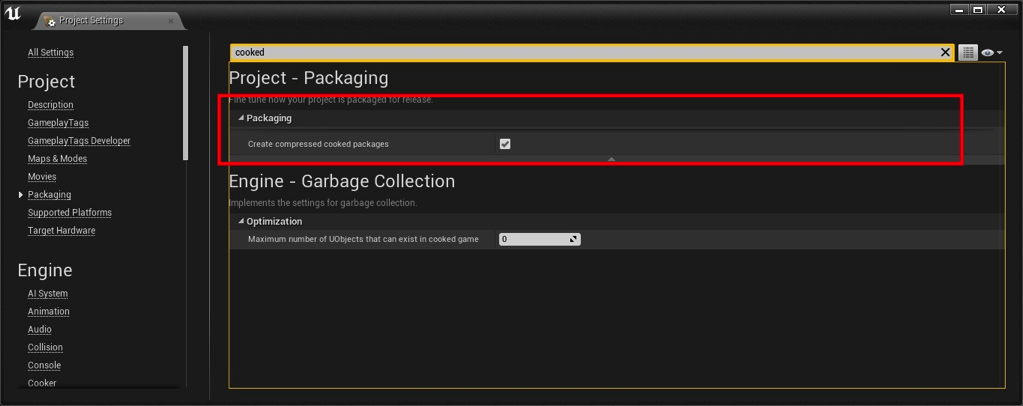 Project Settings
All Settings
Project
Description
GameplayTags
GameplayTags Developer
Maps & Modes
Movies
Packaging
Supported Platforms
Target Hardware
Engine
AI System
Animation
Audio
Collision
Console
Cooker
cooked
Project - Packaging
Fine tune how your project is packaged for release.
Packaging
Create compressed cooked packages
Engine - Garbage Collection
Implements the settings for garbage collection.
Optimization
Maximum number of UObjects that can exist in cooked game
0